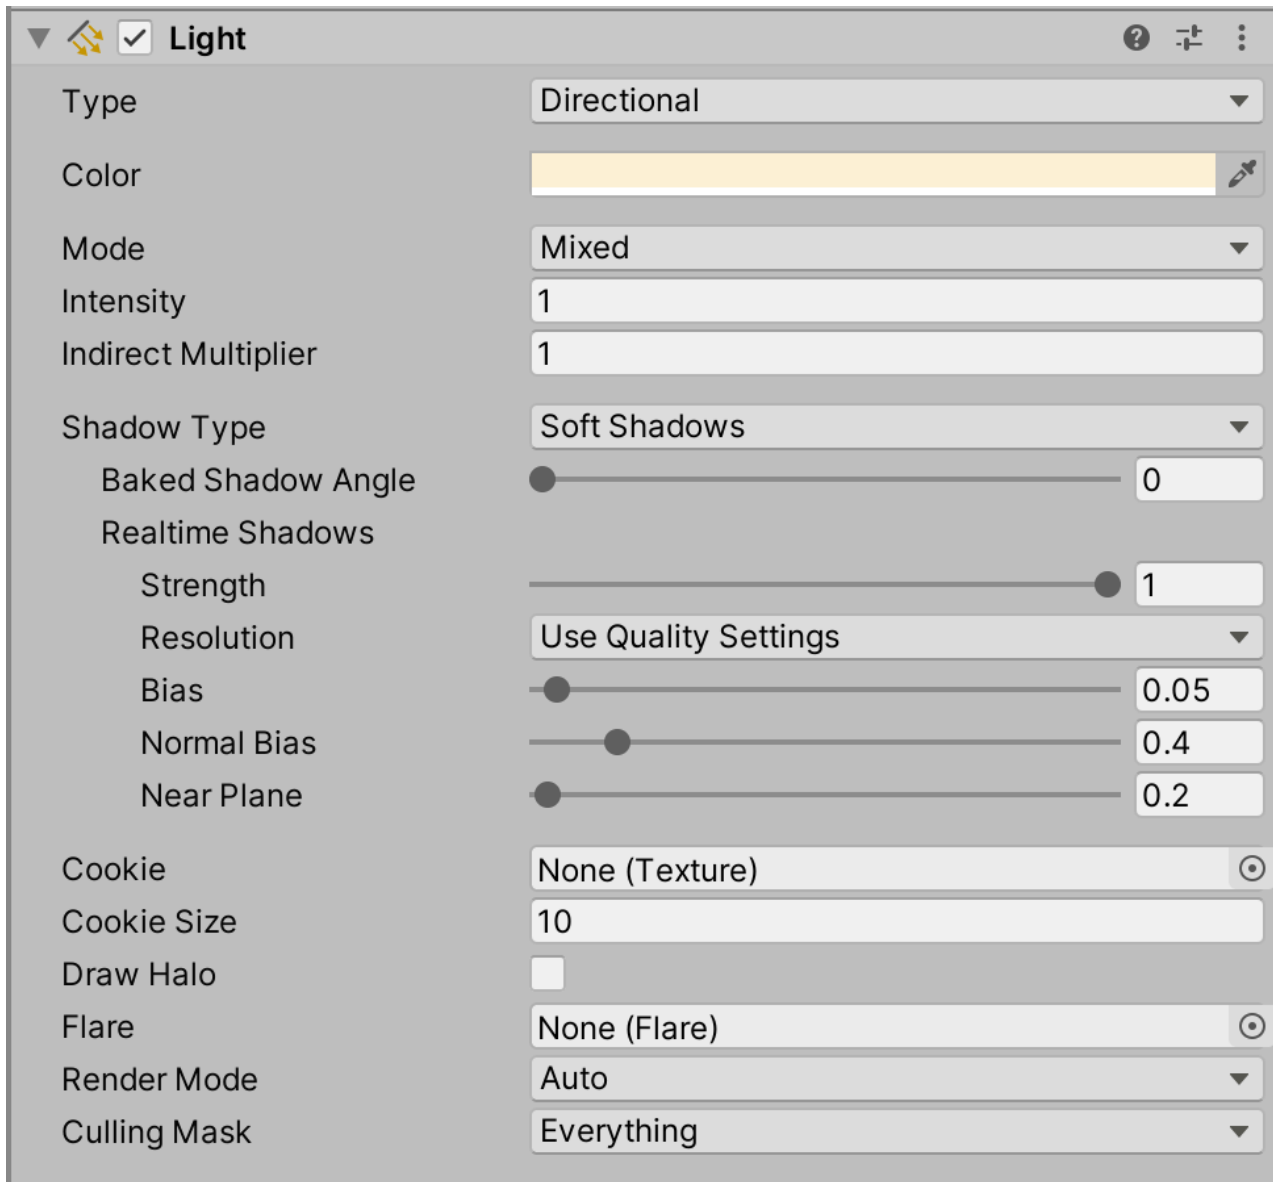 Light
Type Directional
Color
Mode Mixed
Intensity 1
Indirect Multiplier 1
Shadow Type Soft Shadows
Baked Shadow Angle 0
Realtime Shadows
Strength 1
Resolution Use Quality Settings
Bias 0.05
Normal Bias 0.4
Near Plane 0.2
Cookie None (Texture)
Cookie Size 10
Draw Halo
Flare None (Flare)
Render Mode Auto
Culling Mask Everything